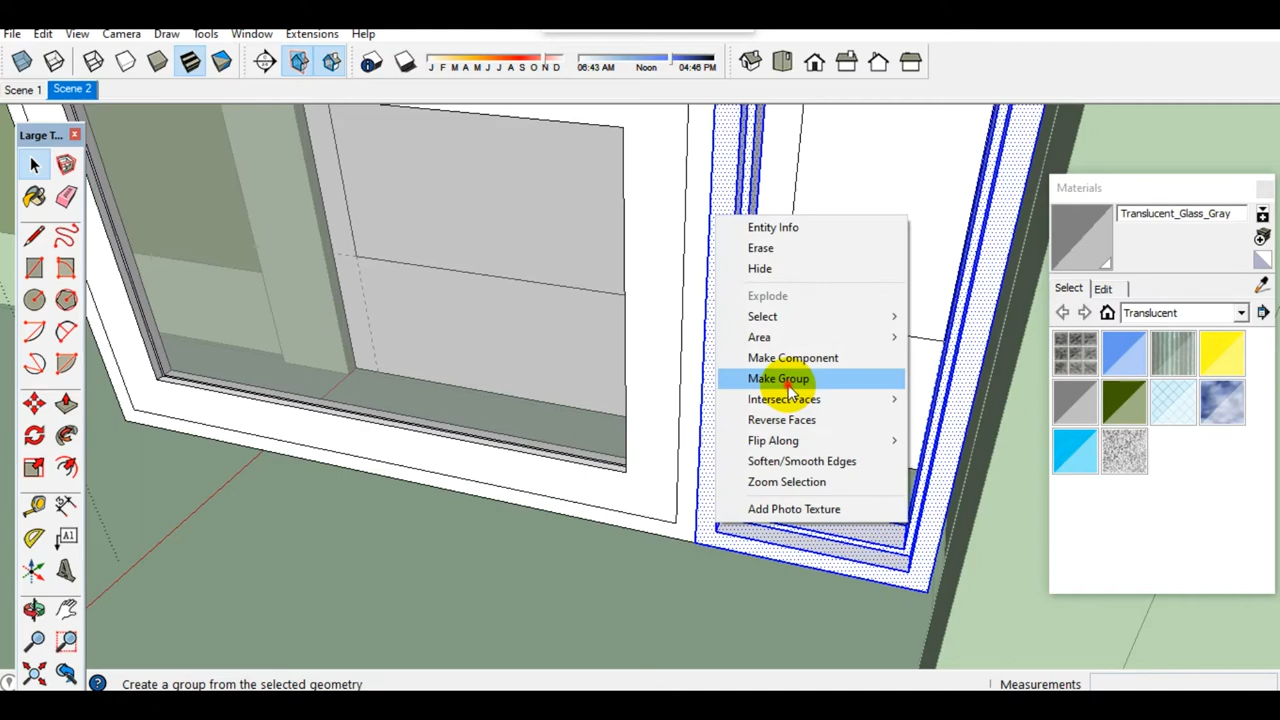 File Edit View Camera Draw Tools Window Extensions Help
J F M A M J J A S O N D
06:43 AM Noon 04:46 PM
Scene 1 Scene 2
Large T...
Materials
Translucent_Glass_Gray
Select Edit
Translucent
Entity Info
Erase
Hide
Explode
Select
Area
Make Component
Make Group
Intersect Faces
Reverse Faces
Flip Along
Soften/Smooth Edges
Zoom Selection
Add Photo Texture
A1
Create a group from the selected geometry
Measurements